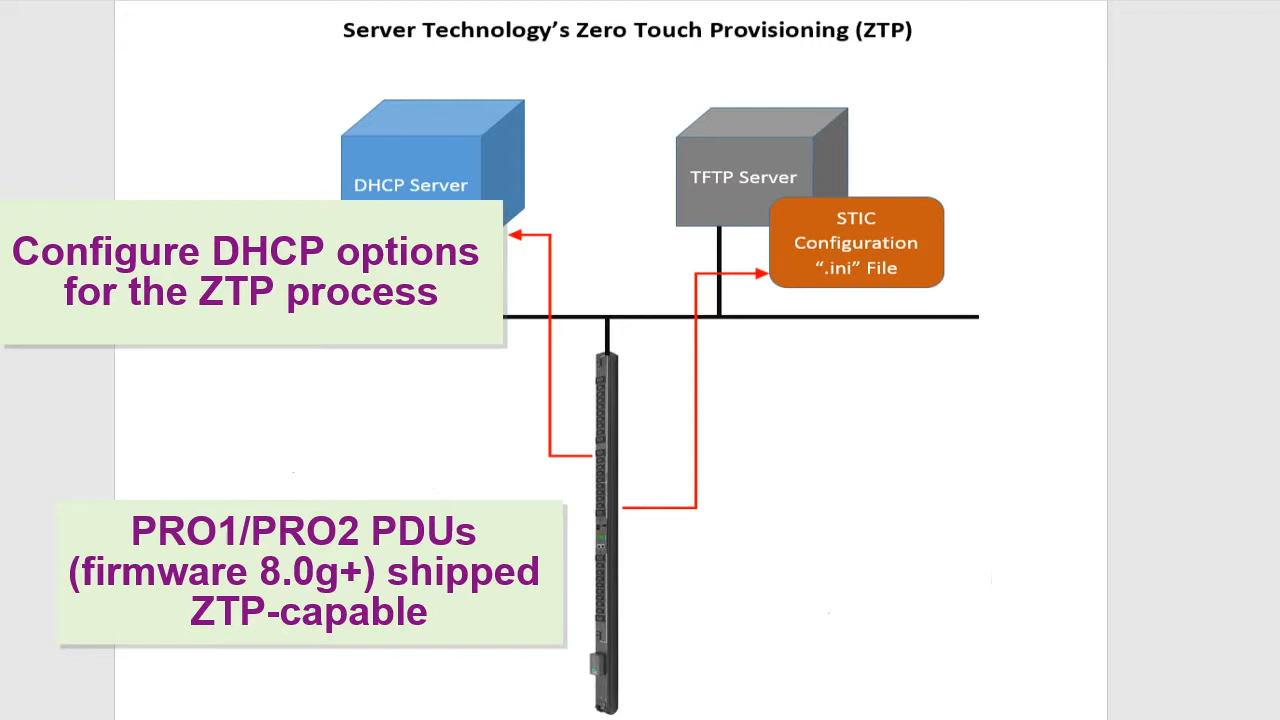 Server Technology’s Zero Touch Provisioning (ZTP)
DHCP Server
TFTP Server
STIC
Configuration
“.ini” File
Configure DHCP options
for the ZTP process
PRO1/PRO2 PDUs
(firmware 8.0g+) shipped
ZTP-capable